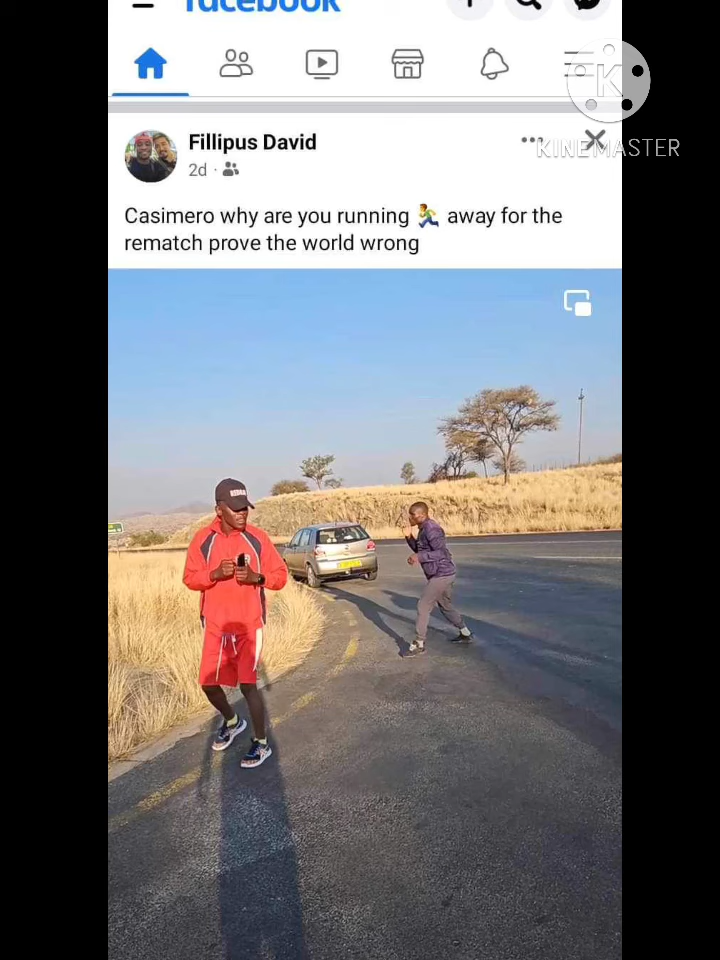 facebook
K
KINEMASTER
Fillipus David
2d
Casimero why are you running 🏃‍♂️ away for the
rematch prove the world wrong